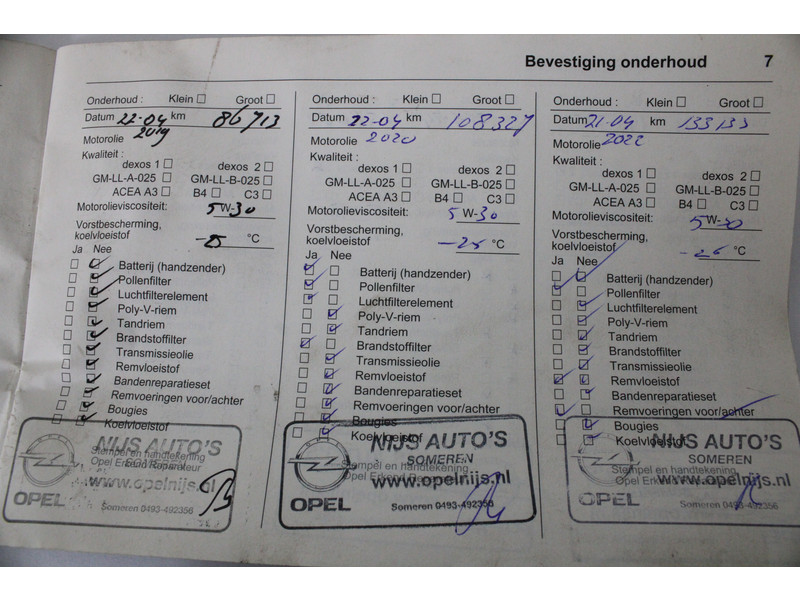 Bevestiging onderhoud 7
Onderhoud : Klein Groot
Datum 22-04 km 86713
2019
Motorolie
Kwaliteit :
dexos 1 dexos 2
GM-LL-A-025 GM-LL-B-025
ACEA A3 B4 C3
Motorolieviscositeit: 5W-30
Vorstbescherming,
koelvloeistof °C
Ja Nee
Batterij (handzender)
Pollenfilter
Luchtfilterelement
Poly-V-riem
Tandriem
Brandstoffilter
Transmissieolie
Remvloeistof
Bandenreparatieset
Remvoeringen voor/achter
Bougies
Koelvloeistof
NIJS AUTO'S
SOMEREN
Stempel en handtekening
Opel Erkend Reparateur
www.opelnijs.nl
OPEL
Someren 0493-492356
Onderhoud : Klein Groot
Datum 22-04 km 108327
Motorolie 2020
Kwaliteit :
dexos 1 dexos 2
GM-LL-A-025 GM-LL-B-025
ACEA A3 B4 C3
Motorolieviscositeit: 5W-30
Vorstbescherming,
koelvloeistof °C
Ja Nee
Batterij (handzender)
Pollenfilter
Luchtfilterelement
Poly-V-riem
Tandriem
Brandstoffilter
Transmissieolie
Remvloeistof
Bandenreparatieset
Remvoeringen voor/achter
Bougies
Koelvloeistof
NIJS AUTO'S
SOMEREN
Stempel en handtekening
Opel Erkend
www.opelnijs.nl
OPEL
Someren 0493-492356
Onderhoud : Klein Groot
Datum 21-04 km 133133
Motorolie 2022
Kwaliteit :
dexos 1 dexos 2
GM-LL-A-025 GM-LL-B-025
ACEA A3 B4 C3
Motorolieviscositeit: 5W-30
Vorstbescherming,
koelvloeistof °C
Ja Nee
Batterij (handzender)
Pollenfilter
Luchtfilterelement
Poly-V-riem
Tandriem
Brandstoffilter
Transmissieolie
Remvloeistof
Bandenreparatieset
Remvoeringen voor/achter
Bougies
Koelvloeistof
NIJS AUTO'S
SOMEREN
Stempel en handtekening
Opel
www.opelnijs.nl
OPEL
Someren 0493-492356